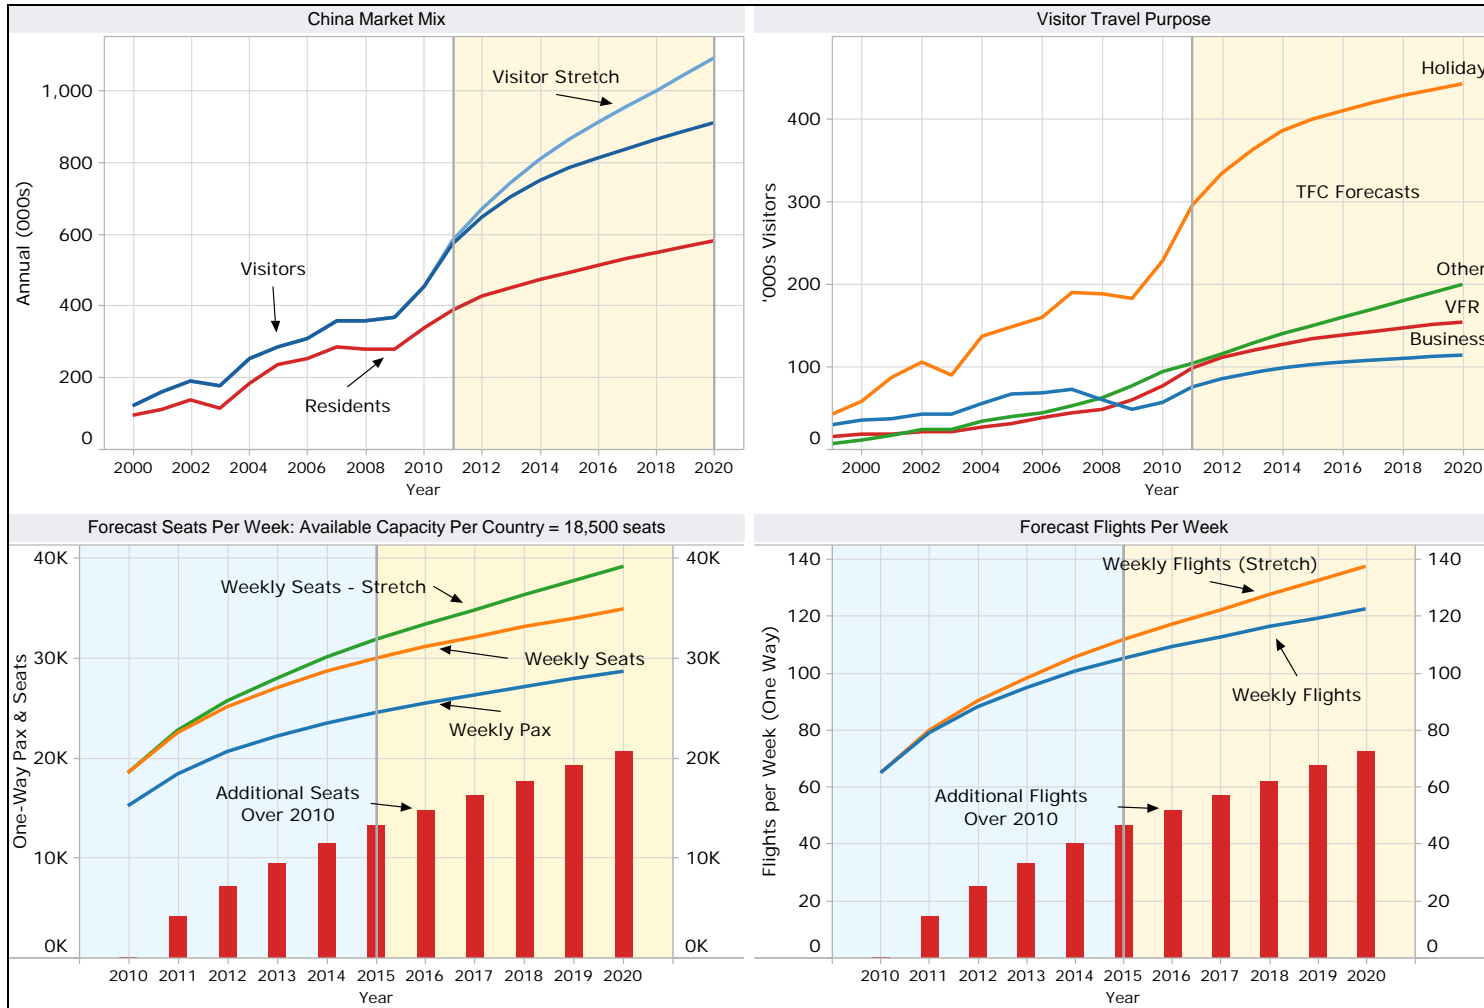 China Market Mix
Annual (000s)
1,000
800
600
400
200
0
Visitor Stretch
Visitors
Residents
2000 2002 2004 2006 2008 2010 2012 2014 2016 2018 2020
Year
Visitor Travel Purpose
'000s Visitors
400
300
200
100
0
Holiday
TFC Forecasts
Other
VFR
Business
2000 2002 2004 2006 2008 2010 2012 2014 2016 2018 2020
Year
Forecast Seats Per Week: Available Capacity Per Country = 18,500 seats
One-Way Pax & Seats
40K 40K
30K 30K
20K 20K
10K 10K
0K 0K
Weekly Seats - Stretch
Weekly Seats
Weekly Pax
Additional Seats
Over 2010
2010 2011 2012 2013 2014 2015 2016 2017 2018 2019 2020
Year
Forecast Flights Per Week
Flights per Week (One Way)
140 140
120 120
100 100
80 80
60 60
40 40
20 20
0 0
Weekly Flights (Stretch)
Weekly Flights
Additional Flights
Over 2010
2010 2011 2012 2013 2014 2015 2016 2017 2018 2019 2020
Year